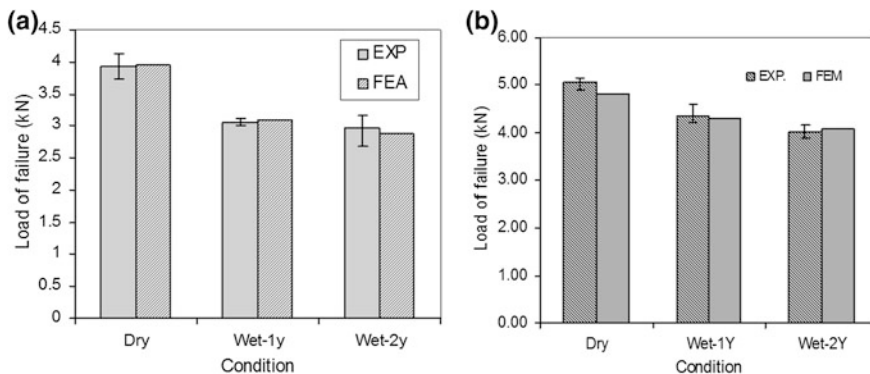 (a)
4.5
4
3.5
3
2.5
2
1.5
1
0.5
0
Load of failure (kN)
EXP
FEA
Dry
Wet-1y
Wet-2y
Condition
(b)
6.00
5.00
4.00
3.00
2.00
1.00
0.00
Load of failure (kN)
EXP.
FEM
Dry
Wet-1Y
Wet-2Y
Condition